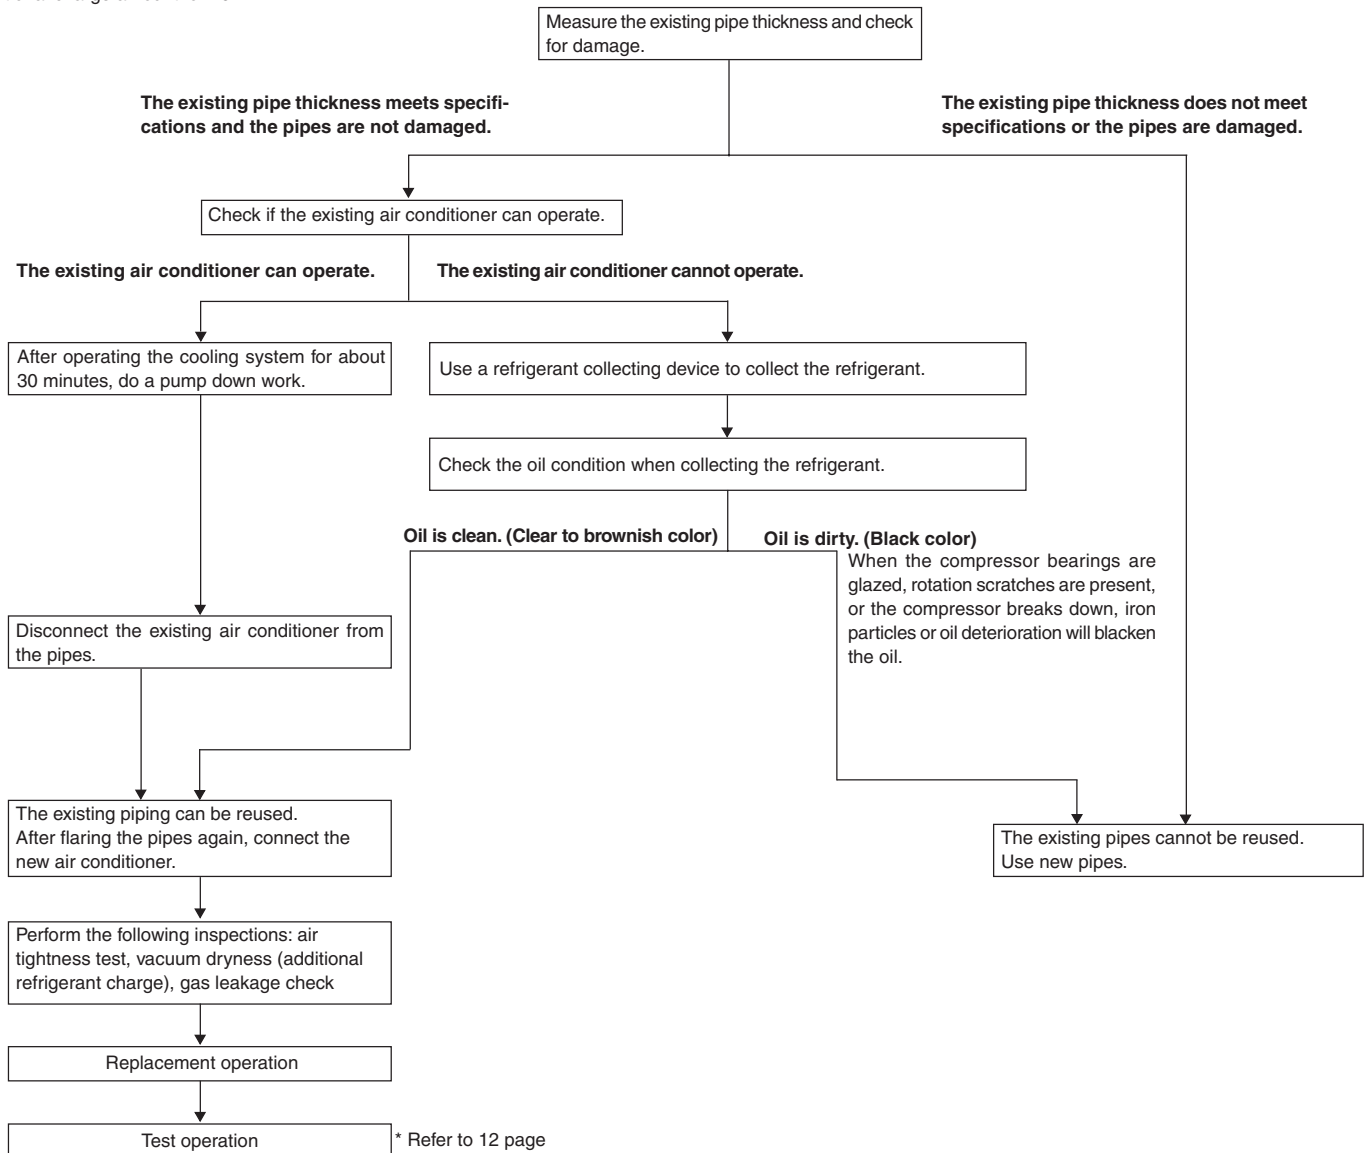 Measure the existing pipe thickness and check
for damage.
The existing pipe thickness meets specifi-
cations and the pipes are not damaged.
The existing pipe thickness does not meet
specifications or the pipes are damaged.
Check if the existing air conditioner can operate.
The existing air conditioner can operate.
The existing air conditioner cannot operate.
After operating the cooling system for about
30 minutes, do a pump down work.
Use a refrigerant collecting device to collect the refrigerant.
Check the oil condition when collecting the refrigerant.
Oil is clean. (Clear to brownish color)
Oil is dirty. (Black color)
When the compressor bearings are
glazed, rotation scratches are present,
or the compressor breaks down, iron
particles or oil deterioration will blacken
the oil.
Disconnect the existing air conditioner from
the pipes.
The existing piping can be reused.
After flaring the pipes again, connect the
new air conditioner.
The existing pipes cannot be reused.
Use new pipes.
Perform the following inspections: air
tightness test, vacuum dryness (additional
refrigerant charge), gas leakage check
Replacement operation
Test operation
* Refer to 12 page